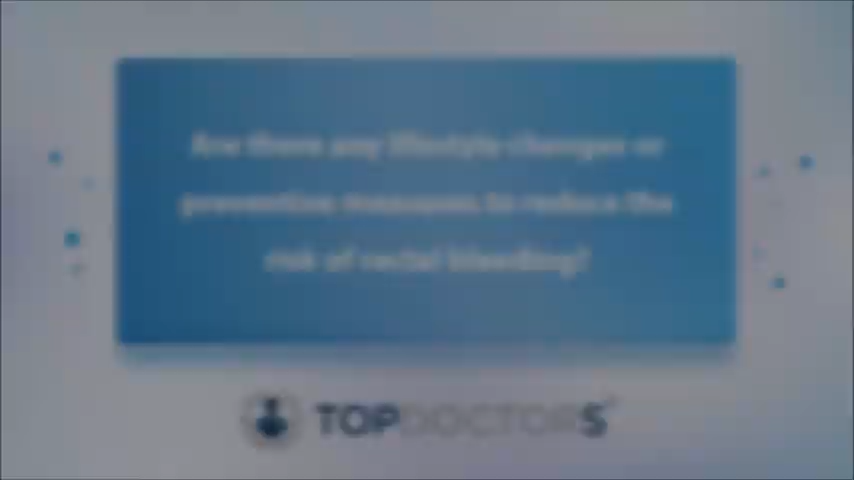 Are there any lifestyle changes or
preventive measures to reduce the
risk of rectal bleeding?
TOPDOCTORS